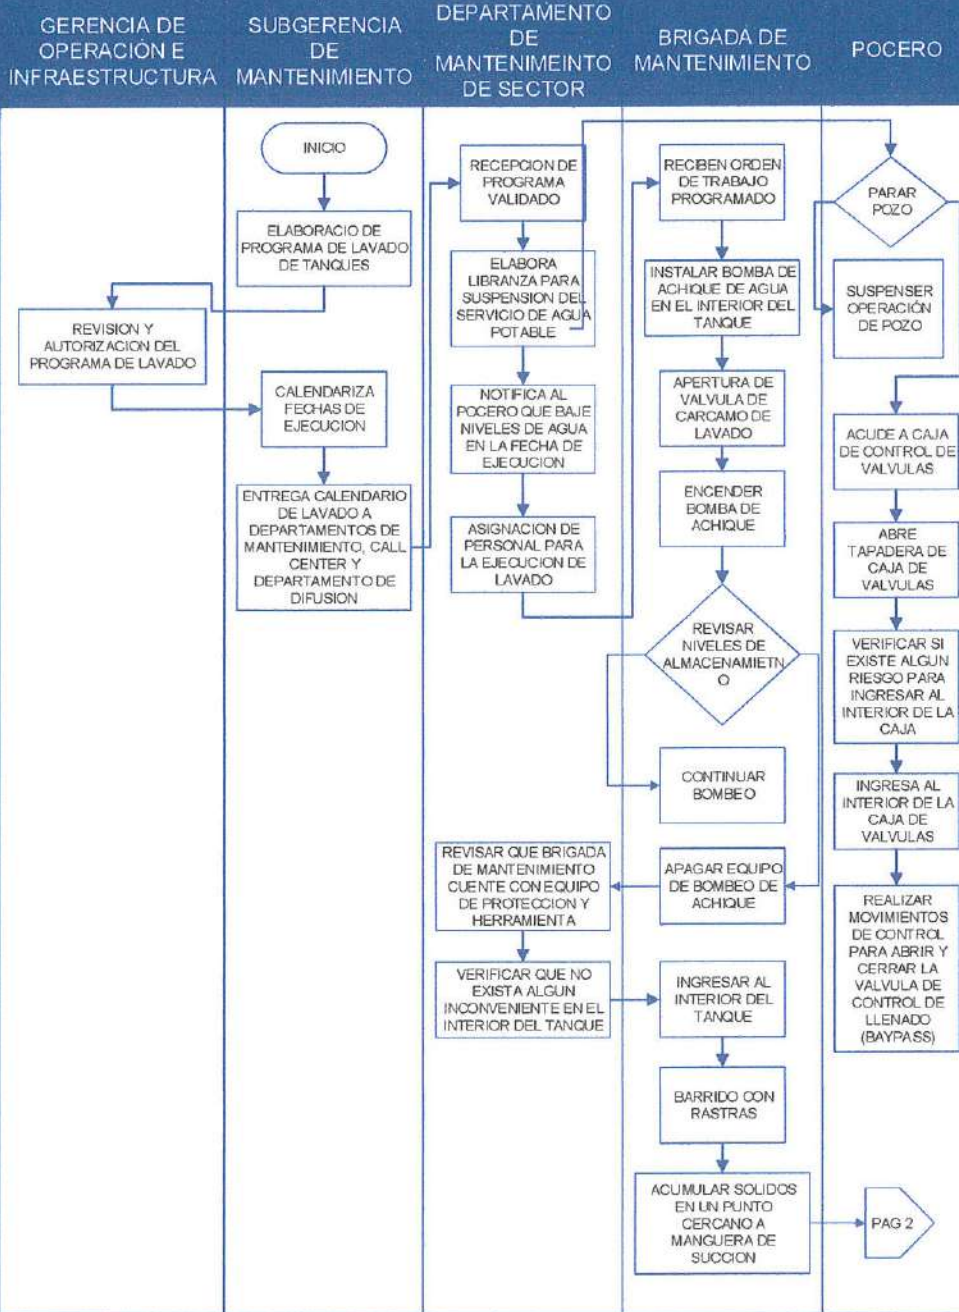 GERENCIA DE
OPERACIÓN E
INFRAESTRUCTURA
SUBGERENCIA
DE
MANTENIMIENTO
DEPARTAMENTO
DE
MANTENIMEINTO
DE SECTOR
BRIGADA DE
MANTENIMIENTO
POCERO
INICIO
ELABORACIO DE
PROGRAMA DE LAVADO
DE TANQUES
REVISION Y
AUTORIZACION DEL
PROGRAMA DE LAVADO
CALENDARIZA
FECHAS DE
EJECUCION
ENTREGA CALENDARIO
DE LAVADO A
DEPARTAMENTOS DE
MANTENIMIENTO, CALL
CENTER Y
DEPARTAMENTO DE
DIFUSION
RECEPCION DE
PROGRAMA
VALIDADO
ELABORA
LIBRANZA PARA
SUSPENSION DEL
SERVICIO DE AGUA
POTABLE
NOTIFICA AL
POCERO QUE BAJE
NIVELES DE AGUA
EN LA FECHA DE
EJECUCION
ASIGNACION DE
PERSONAL PARA
LA EJECUCION DE
LAVADO
REVISAR QUE BRIGADA
DE MANTENIMIENTO
CUENTE CON EQUIPO
DE PROTECCION Y
HERRAMIENTA
VERIFICAR QUE NO
EXISTA ALGUN
INCONVENIENTE EN EL
INTERIOR DEL TANQUE
RECIBEN ORDEN
DE TRABAJO
PROGRAMADO
INSTALAR BOMBA DE
ACHIQUE DE AGUA
EN EL INTERIOR DEL
TANQUE
APERTURA DE
VALVULA DE
CARCAMO DE
LAVADO
ENCENDER
BOMBA DE
ACHIQUE
REVISAR
NIVELES DE
ALMACENAMIETN
O
CONTINUAR
BOMBEO
APAGAR EQUIPO
DE BOMBEO DE
ACHIQUE
INGRESAR AL
INTERIOR DEL
TANQUE
BARRIDO CON
RASTRAS
ACUMULAR SOLIDOS
EN UN PUNTO
CERCANO A
MANGUERA DE
SUCCION
PARAR
POZO
SUSPENSER
OPERACIÓN
DE POZO
ACUDE A CAJA
DE CONTROL DE
VALVULAS
ABRE
TAPADERA DE
CAJA DE
VALVULAS
VERIFICAR SI
EXISTE ALGUN
RIESGO PARA
INGRESAR AL
INTERIOR DE LA
CAJA
INGRESA AL
INTERIOR DE LA
CAJA DE
VALVULAS
REALIZAR
MOVIMIENTOS
DE CONTROL
PARA ABRIR Y
CERRAR LA
VALVULA DE
CONTROL DE
LLENADO
(BAYPASS)
PAG 2